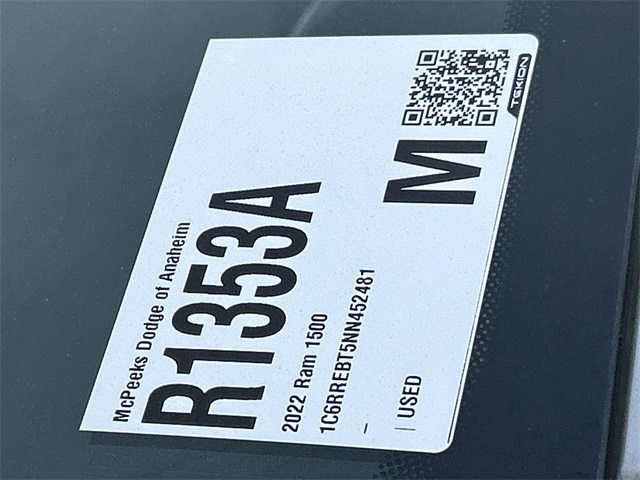 McPeeks Dodge of Anaheim
R1353A
2022 Ram 1500
1C6RREBT5NN452481
–
| USED
M
TEKION